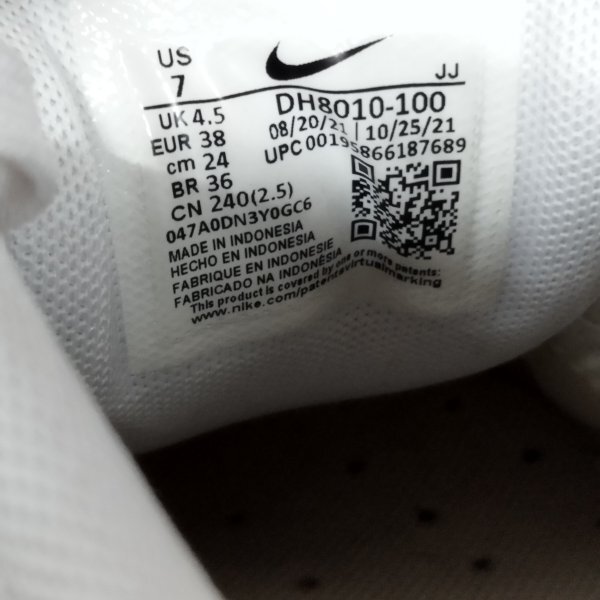 US
7
JJ
UK 4.5
EUR 38
cm 24
BR 36
CN 240(2.5)
DH8010-100
08/20/21 | 10/25/21
UPC 00195866187689
047A0DN3Y0GC6
MADE IN INDONESIA
HECHO EN INDONESIA
FABRIQUE EN INDONESIE
FABRICADO NA INDONÉSIA
This product is covered by one or more patents:
www.nike.com/patentsvirtualmarking